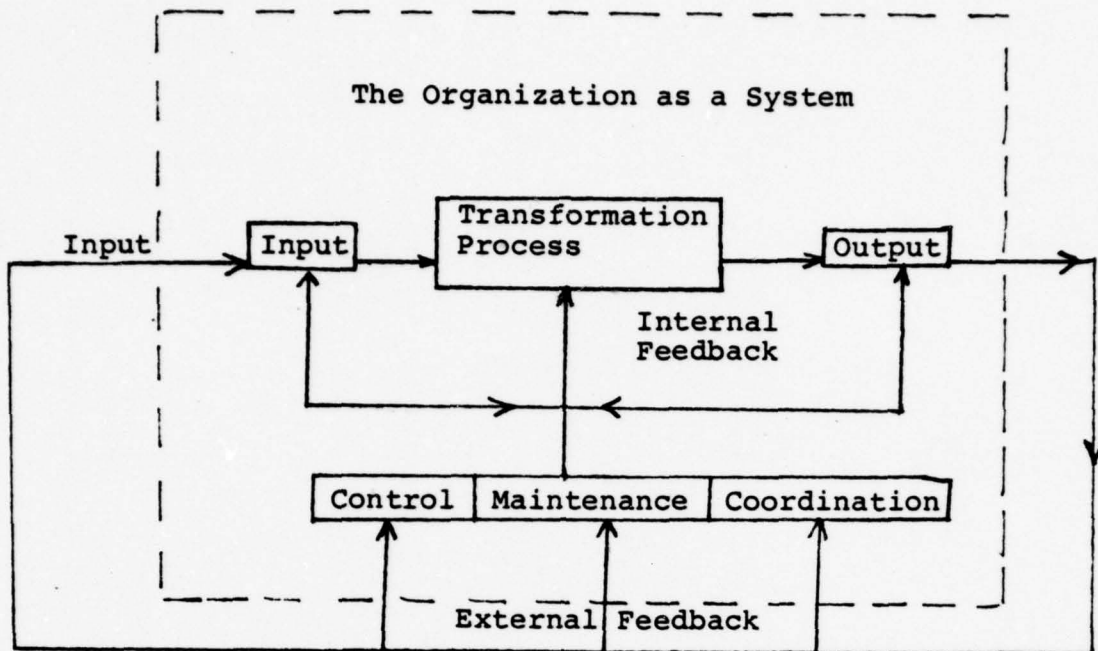 The Organization as a System
Input
Input
Transformation
Process
Output
Internal
Feedback
Control
Maintenance
Coordination
External Feedback